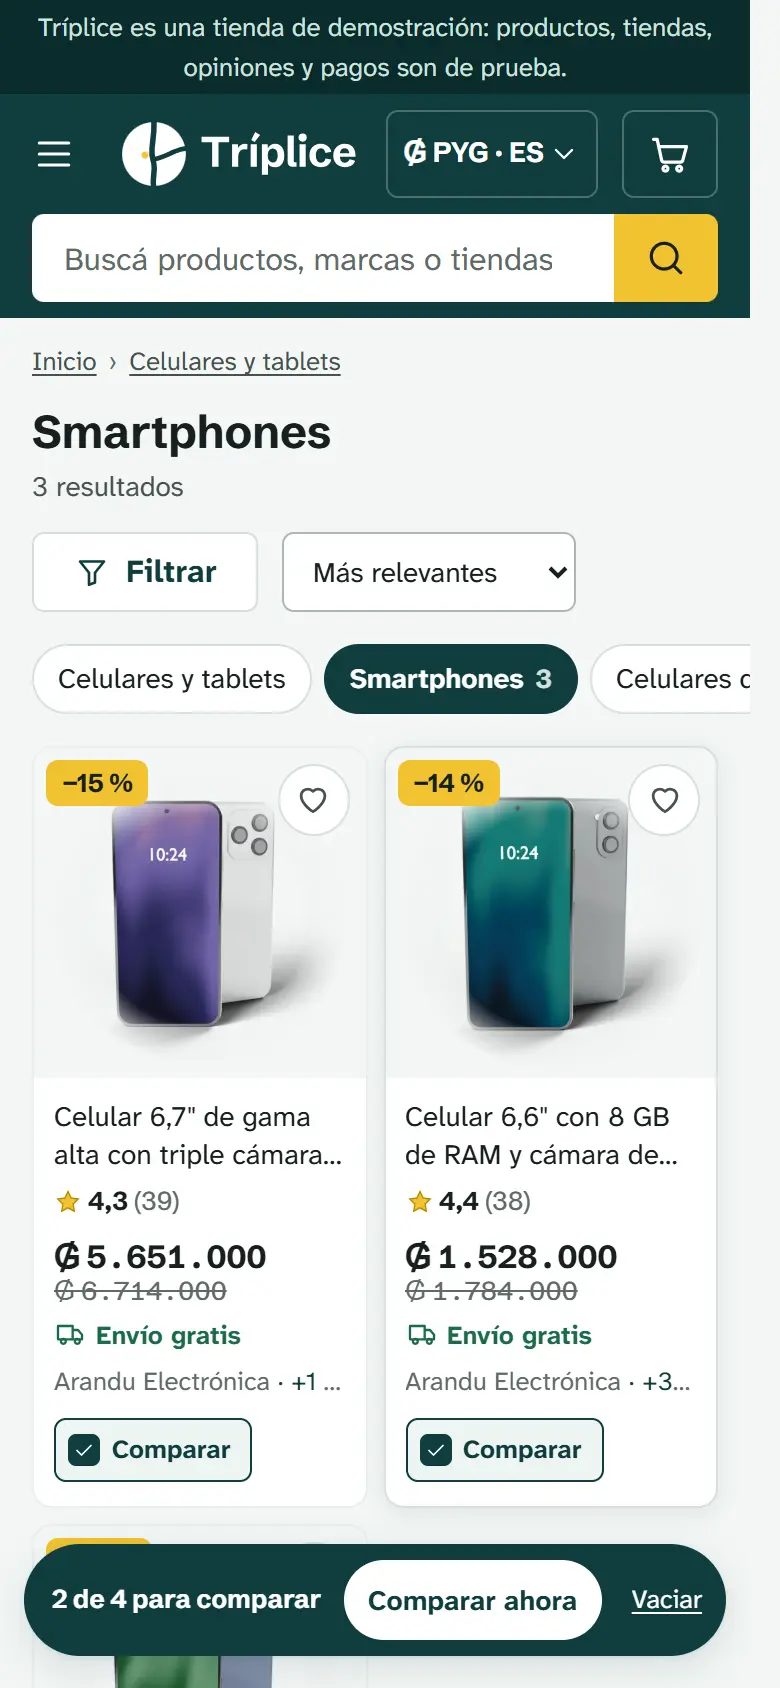 Tríplice es una tienda de demostración: productos, tiendas,
opiniones y pagos son de prueba.
Tríplice
₲ PYG · ES
Buscá productos, marcas o tiendas
Inicio › Celulares y tablets
Smartphones
3 resultados
Filtrar
Más relevantes
Celulares y tablets
Smartphones 3
Celulares d
−15 %
10:24
Celular 6,7" de gama
alta con triple cámara...
4,3 (39)
₲ 5.651.000
₲ 6.714.000
Envío gratis
Arandu Electrónica · +1 ...
Comparar
−14 %
10:24
Celular 6,6" con 8 GB
de RAM y cámara de...
4,4 (38)
₲ 1.528.000
₲ 1.784.000
Envío gratis
Arandu Electrónica · +3...
Comparar
2 de 4 para comparar
Comparar ahora
Vaciar